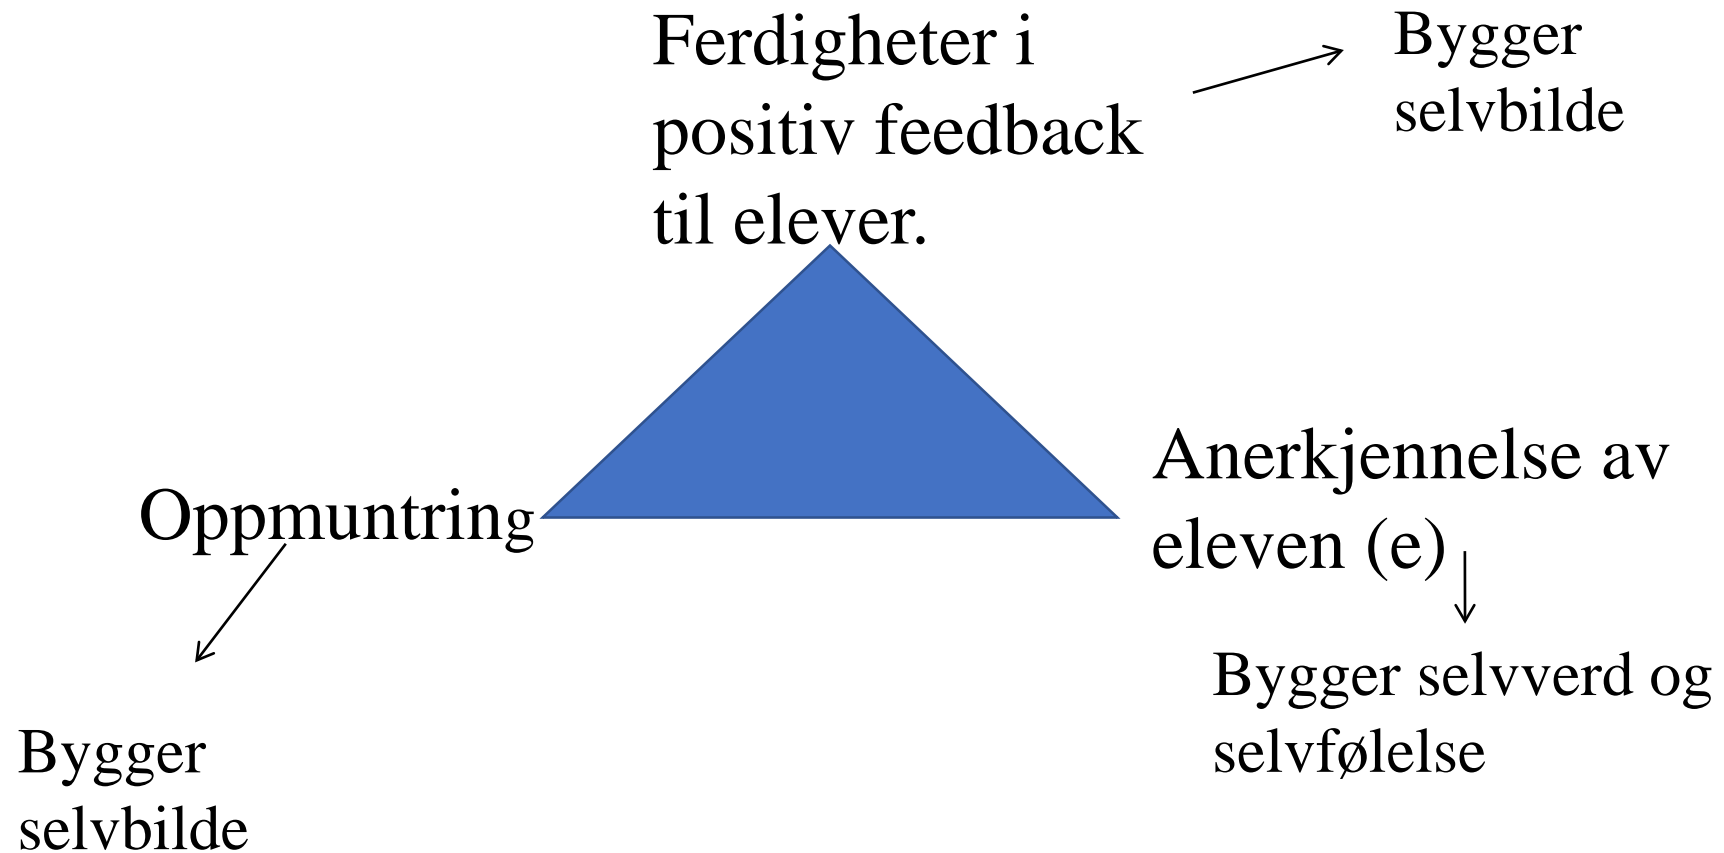 Ferdigheter i
positiv feedback
til elever.
Bygger
selvbilde
Oppmuntring
Anerkjennelse av
eleven (e)
Bygger selvverd og
selvfølelse
Bygger
selvbilde